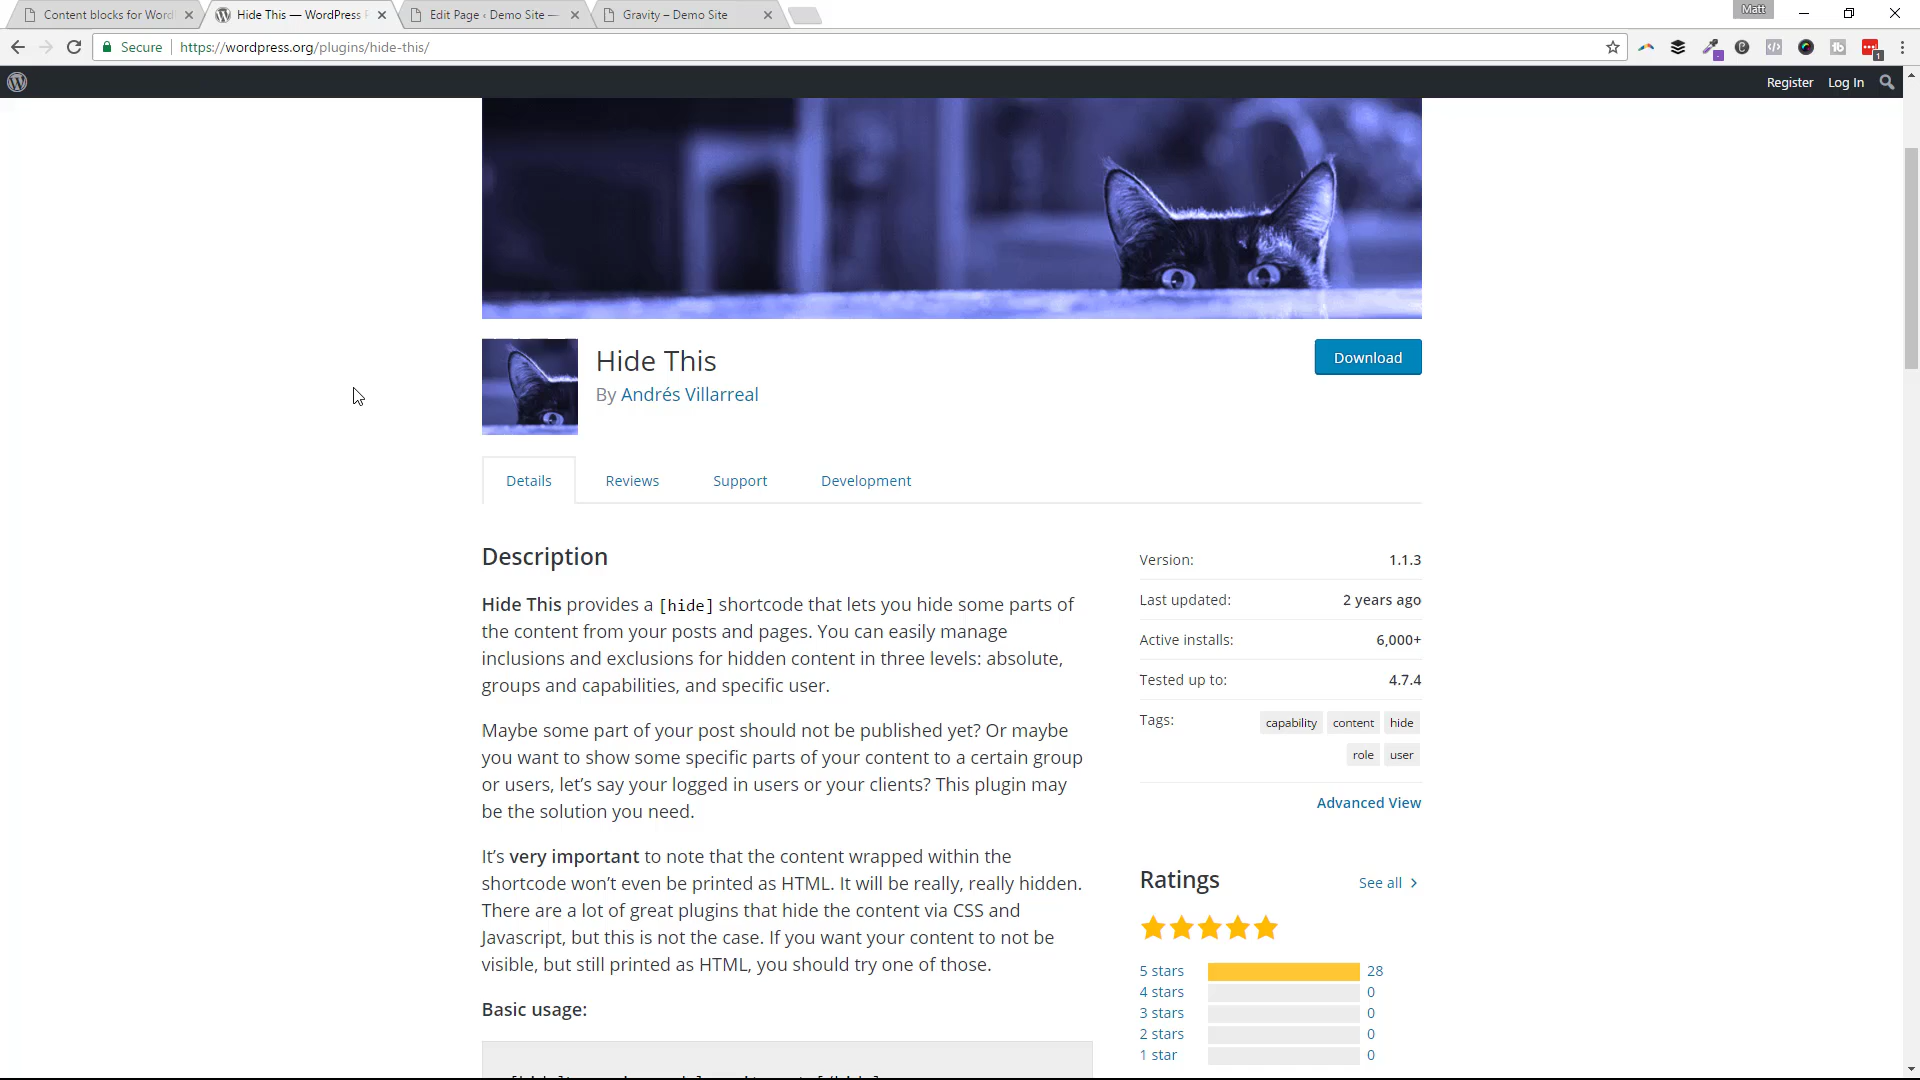 Content blocks for Word
Hide This — WordPress P
Edit Page ‹ Demo Site —
Gravity – Demo Site
Matt
Secure
https://wordpress.org/plugins/hide-this/
1
Register
Log In
Hide This
By Andrés Villarreal
Download
Details
Reviews
Support
Development
Description
Hide This provides a [hide] shortcode that lets you hide some parts of
the content from your posts and pages. You can easily manage
inclusions and exclusions for hidden content in three levels: absolute,
groups and capabilities, and specific user.
Maybe some part of your post should not be published yet? Or maybe
you want to show some specific parts of your content to a certain group
or users, let’s say your logged in users or your clients? This plugin may
be the solution you need.
It’s very important to note that the content wrapped within the
shortcode won’t even be printed as HTML. It will be really, really hidden.
There are a lot of great plugins that hide the content via CSS and
Javascript, but this is not the case. If you want your content to not be
visible, but still printed as HTML, you should try one of those.
Basic usage:
Version: 1.1.3
Last updated: 2 years ago
Active installs: 6,000+
Tested up to: 4.7.4
Tags: capability content hide
role user
Advanced View
Ratings See all
5 stars 28
4 stars 0
3 stars 0
2 stars 0
1 star 0